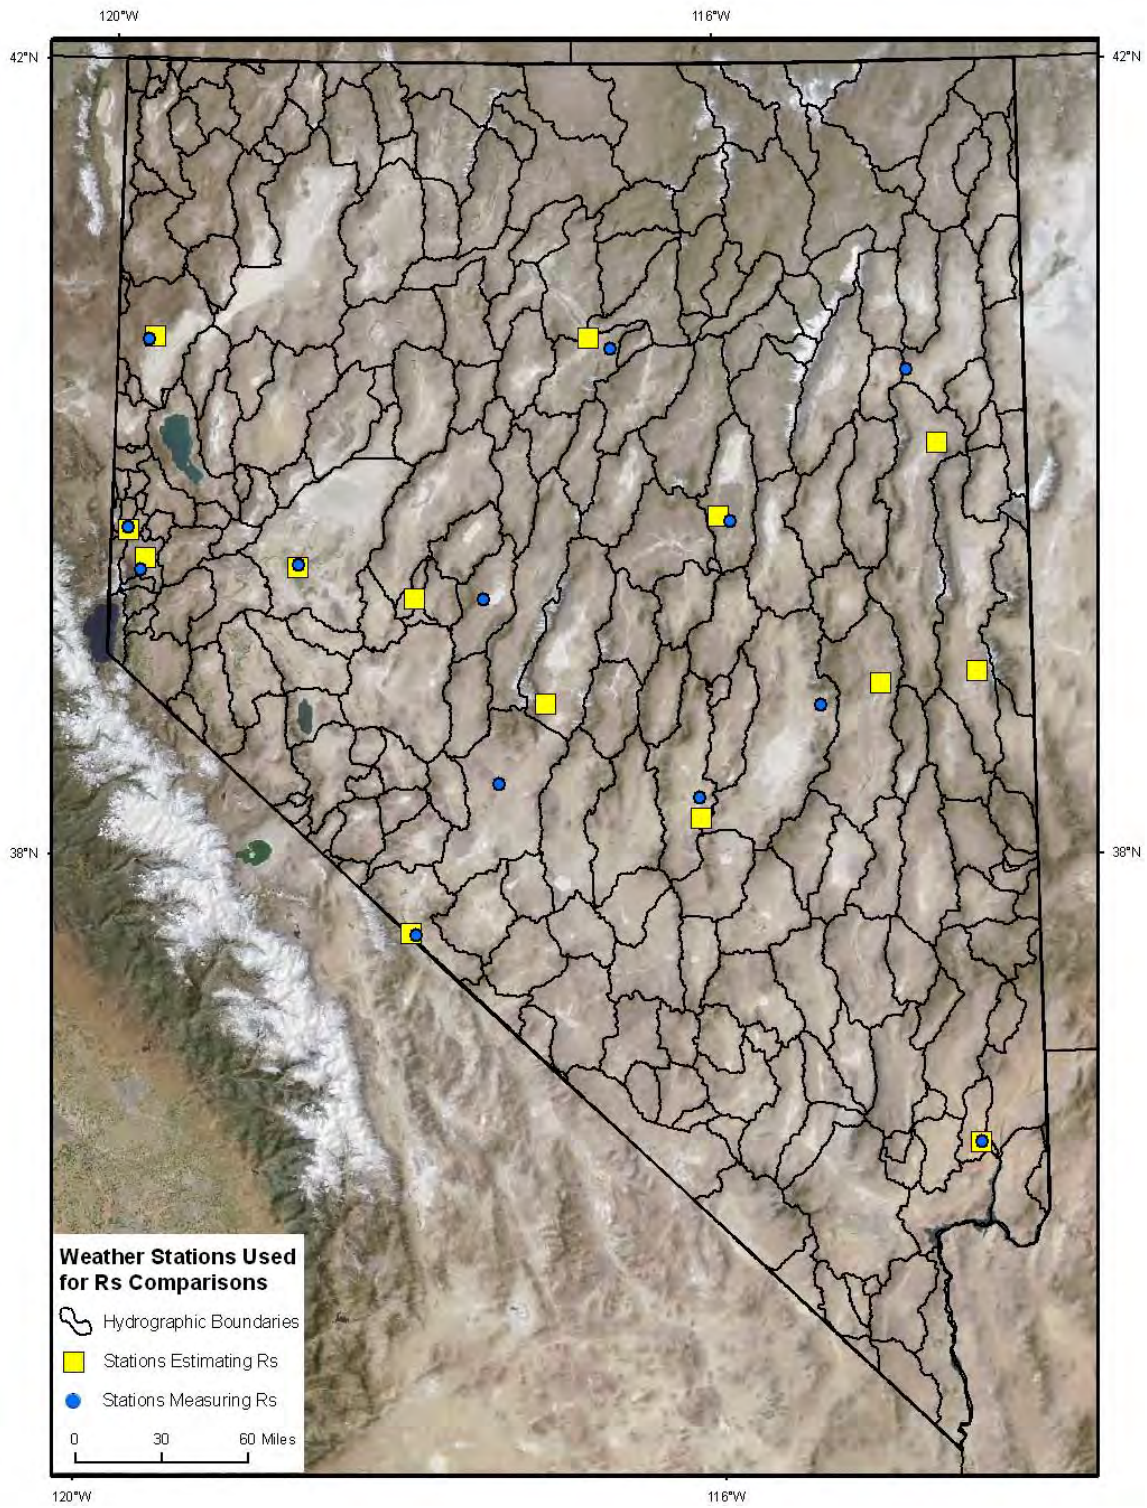 120°W 116°W
42°N 42°N
38°N 38°N
Weather Stations Used
for Rs Comparisons
Hydrographic Boundaries
Stations Estimating Rs
Stations Measuring Rs
0 30 60 Miles
120°W 116°W